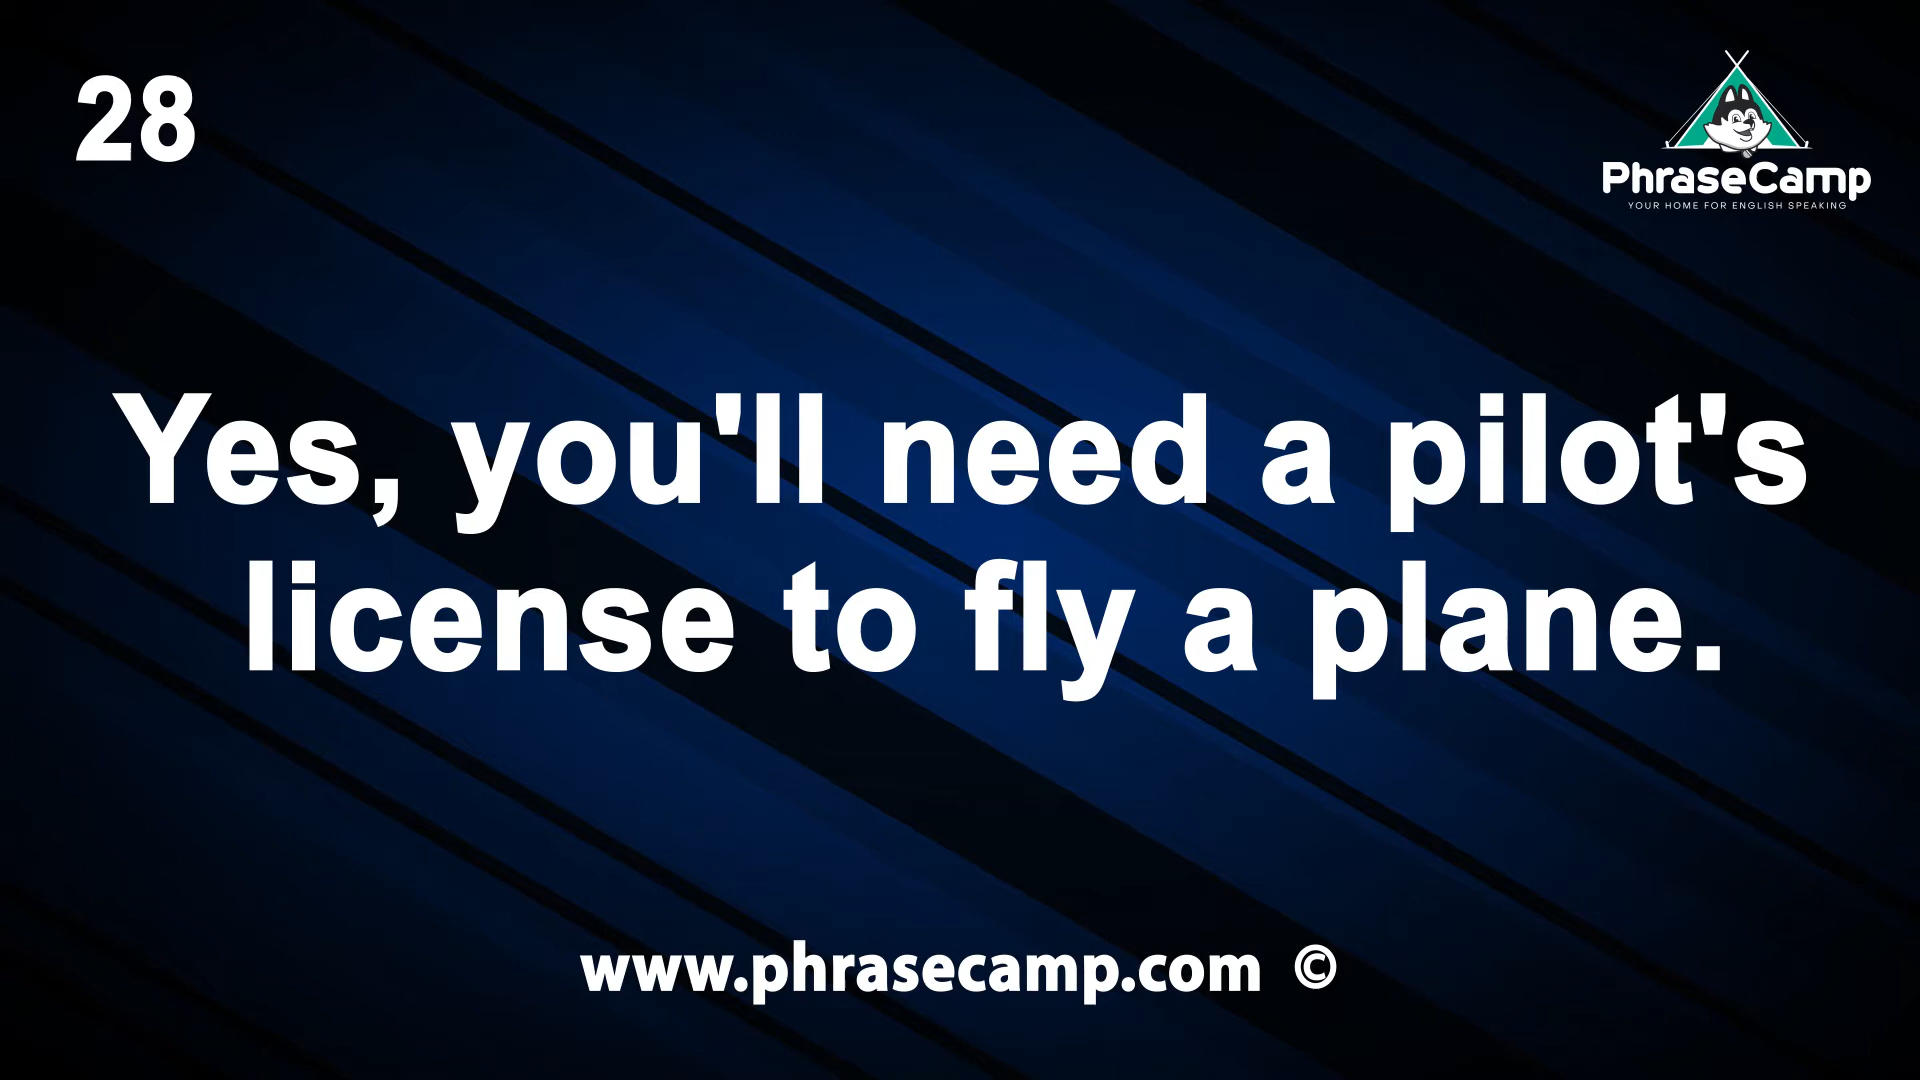 28
PhraseCamp
YOUR HOME FOR ENGLISH SPEAKING
Yes, you'll need a pilot's
license to fly a plane.
www.phrasecamp.com ©